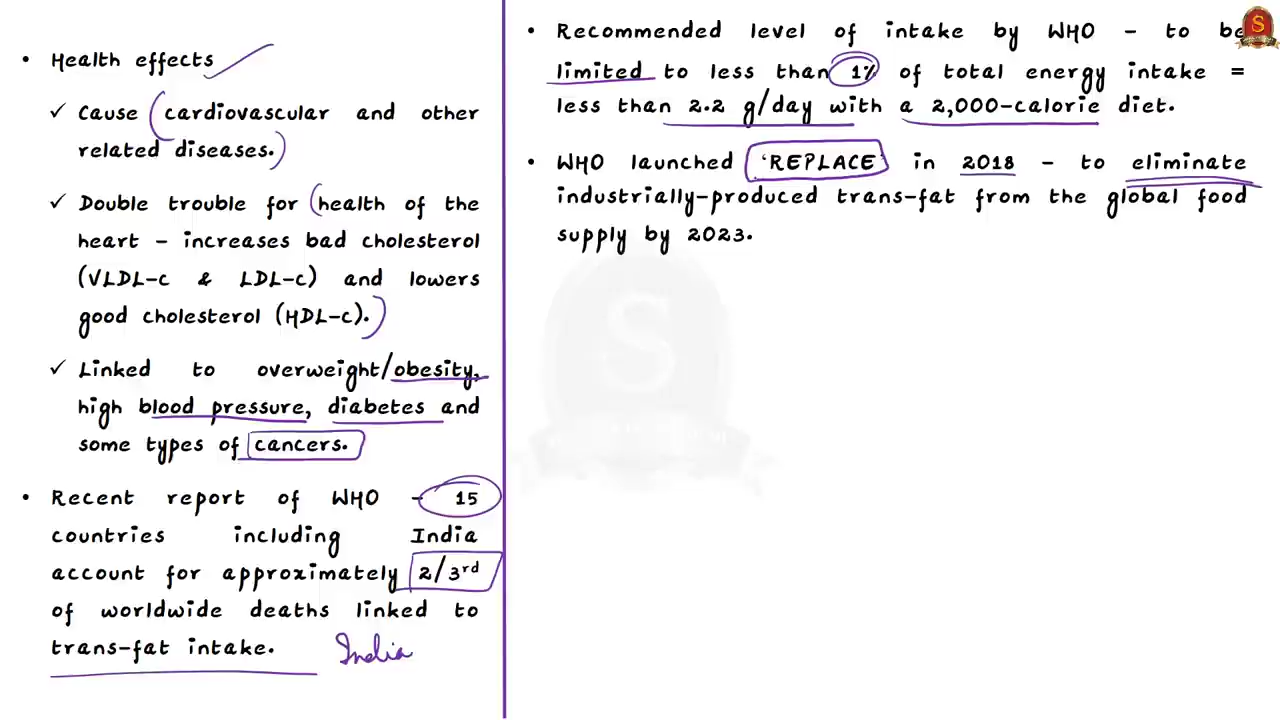 • Health effects
✓ Cause cardiovascular and other
related diseases.
✓ Double trouble for health of the
heart - increases bad cholesterol
(VLDL-c & LDL-c) and lowers
good cholesterol (HDL-c).
✓ Linked to overweight/obesity,
high blood pressure, diabetes and
some types of cancers.
• Recent report of WHO - 15
countries including India
account for approximately 2/3rd
of worldwide deaths linked to
trans-fat intake.
India
• Recommended level of intake by WHO - to be
limited to less than 1% of total energy intake =
less than 2.2 g/day with a 2,000-calorie diet.
• WHO launched 'REPLACE' in 2018 - to eliminate
industrially-produced trans-fat from the global food
supply by 2023.